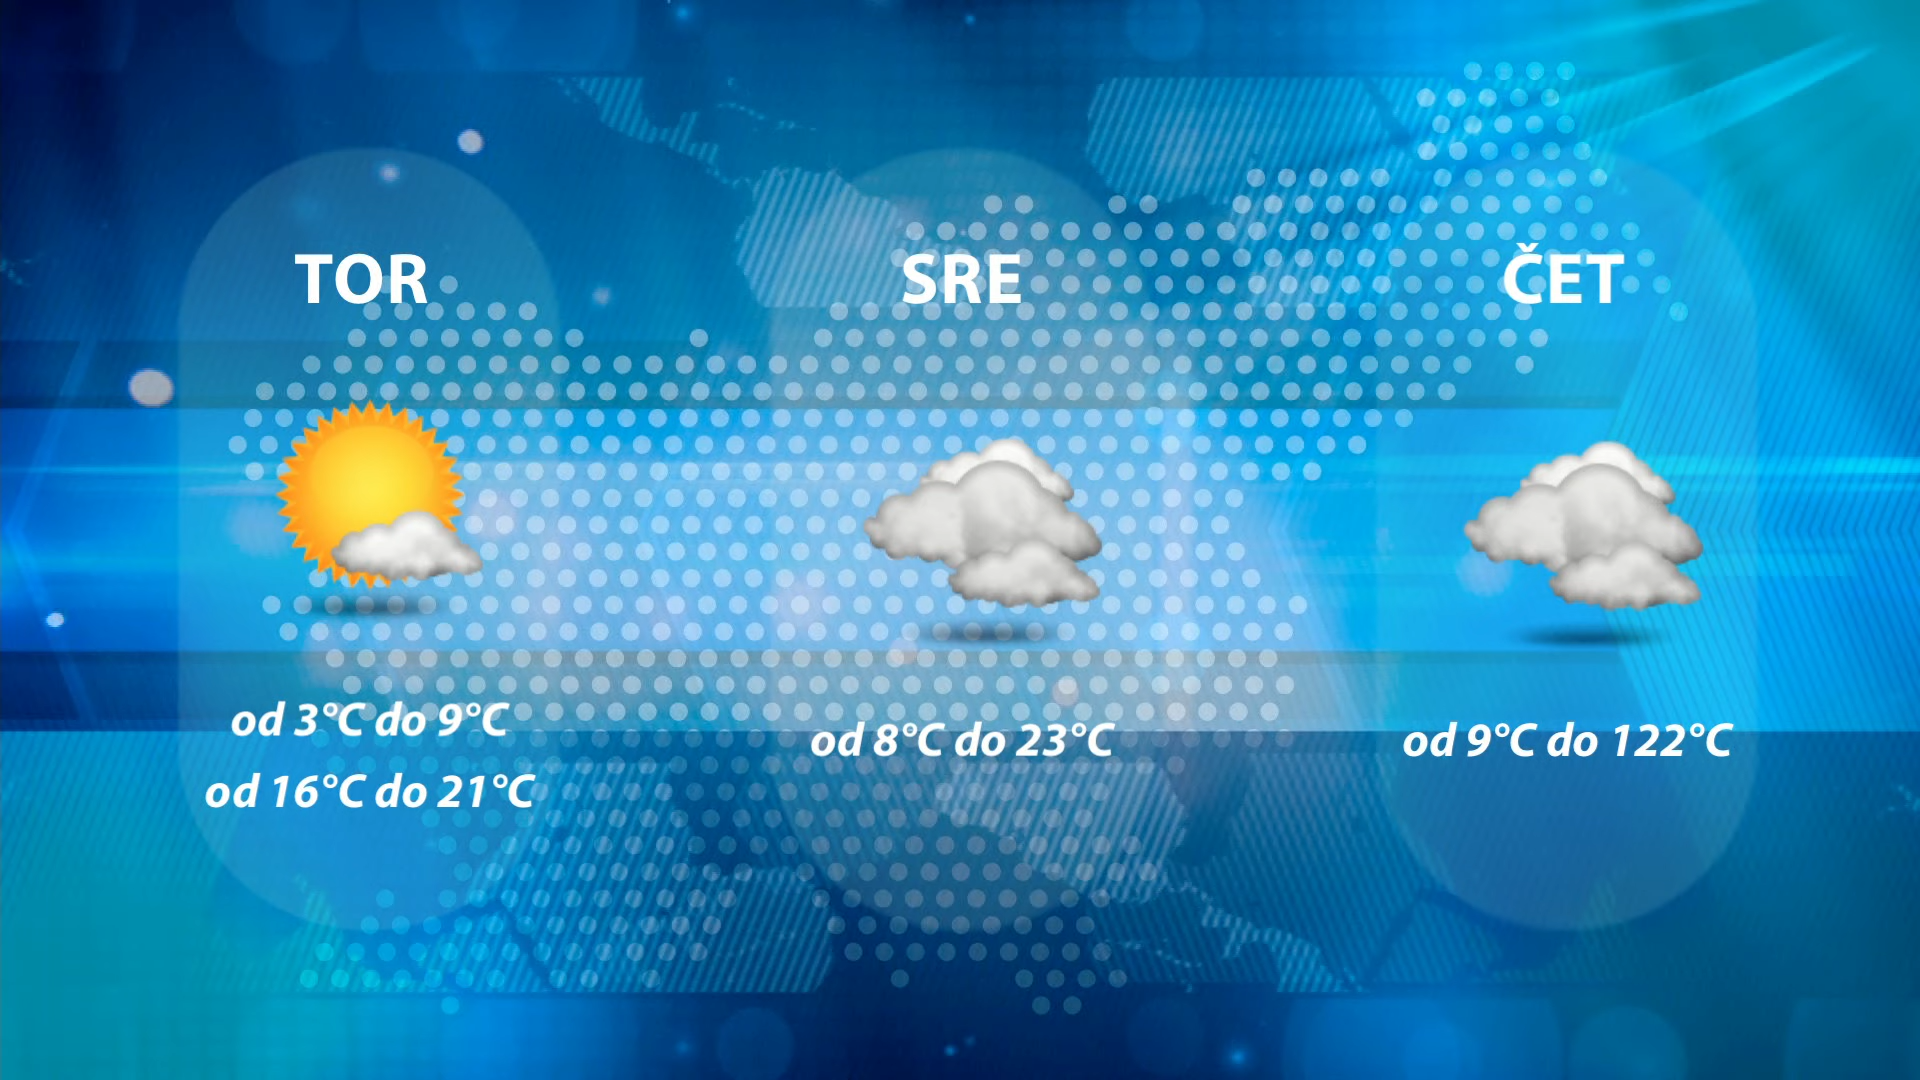 TOR
od 3°C do 9°C
od 16°C do 21°C
SRE
od 8°C do 23°C
ČET
od 9°C do 122°C